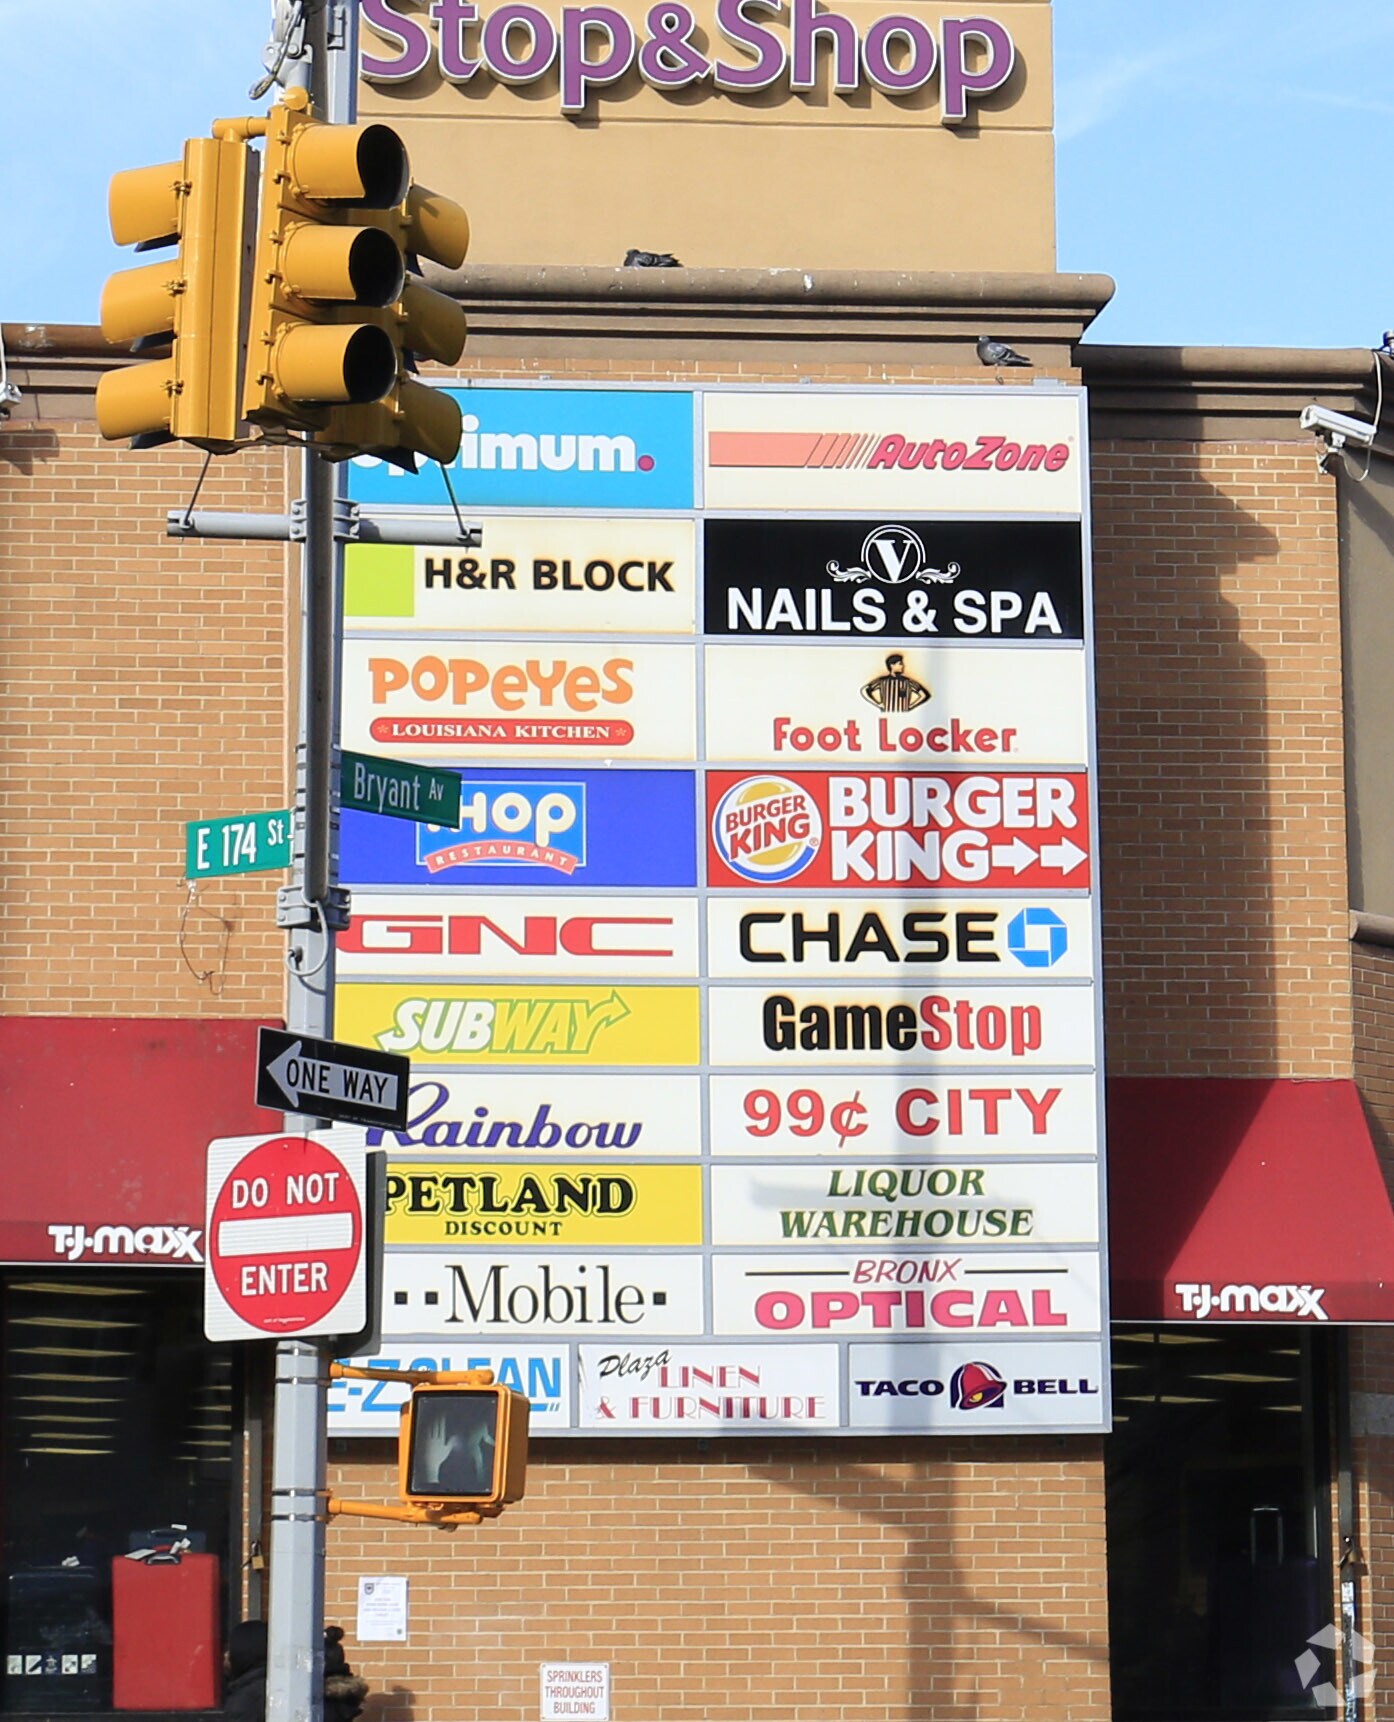 Stop&Shop
AutoZone
H&R BLOCK
V
NAILS & SPA
POPEYES
LOUISIANA KITCHEN
Foot Locker
Bryant Av
E 174 St
RESTAURANT
BURGER KING
BURGER
KING
GNC
CHASE
SUBWAY
GameStop
ONE WAY
Rainbow
99¢ CITY
DO NOT
ENTER
PETLAND
DISCOUNT
LIQUOR
WAREHOUSE
T.J.maxx
Mobile
BRONX
OPTICAL
T.J.maxx
Plaza
LINEN
& FURNITURE
TACO BELL
SPRINKLERS
THROUGHOUT
BUILDING